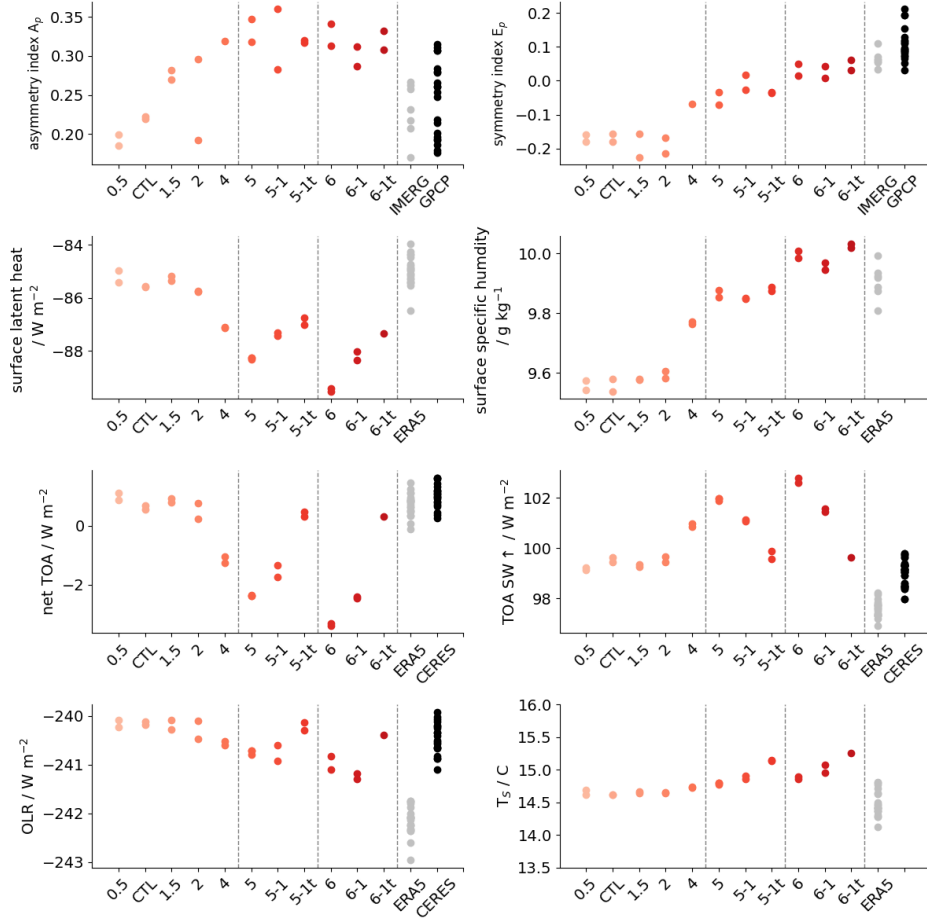 asymmetry index Aₚ
0.35
0.30
0.25
0.20
0.5 CTL 1.5 2 4 5 5-1 5-1t 6 6-1 6-1t IMERG GPCP
symmetry index Eₚ
0.2
0.1
0.0
−0.1
−0.2
0.5 CTL 1.5 2 4 5 5-1 5-1t 6 6-1 6-1t IMERG GPCP
surface latent heat
/ W m⁻²
−84
−86
−88
0.5 CTL 1.5 2 4 5 5-1 5-1t 6 6-1 6-1t ERA5
surface specific humdity
/ g kg⁻¹
10.0
9.8
9.6
0.5 CTL 1.5 2 4 5 5-1 5-1t 6 6-1 6-1t ERA5
net TOA / W m⁻²
0
−2
0.5 CTL 1.5 2 4 5 5-1 5-1t 6 6-1 6-1t ERA5 CERES
TOA SW ↑ / W m⁻²
102
100
98
0.5 CTL 1.5 2 4 5 5-1 5-1t 6 6-1 6-1t ERA5 CERES
OLR / W m⁻²
−240
−241
−242
−243
0.5 CTL 1.5 2 4 5 5-1 5-1t 6 6-1 6-1t ERA5 CERES
T_S / C
16.0
15.5
15.0
14.5
14.0
13.5
0.5 CTL 1.5 2 4 5 5-1 5-1t 6 6-1 6-1t ERA5